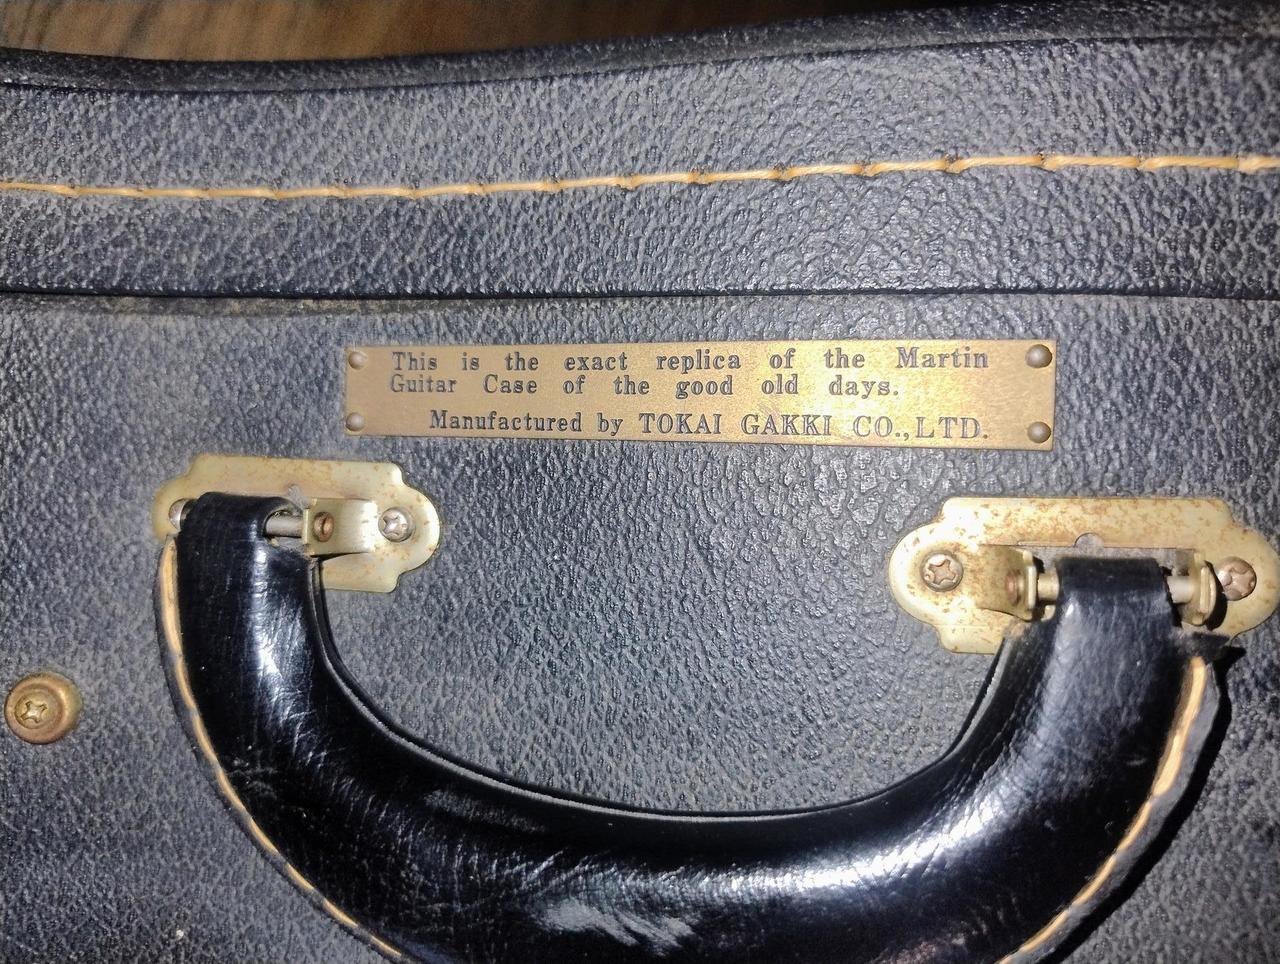 This is the exact replica of the Martin
Guitar Case of the good old days.
Manufactured by TOKAI GAKKI CO.,LTD.